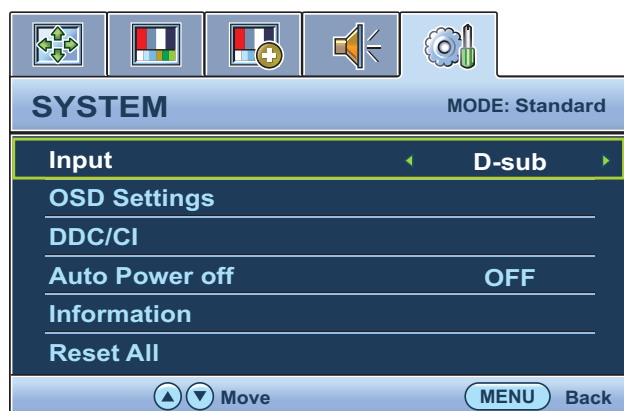 SYSTEM MODE: Standard
Input D-sub
OSD Settings
DDC/CI
Auto Power off OFF
Information
Reset All
Move MENU Back